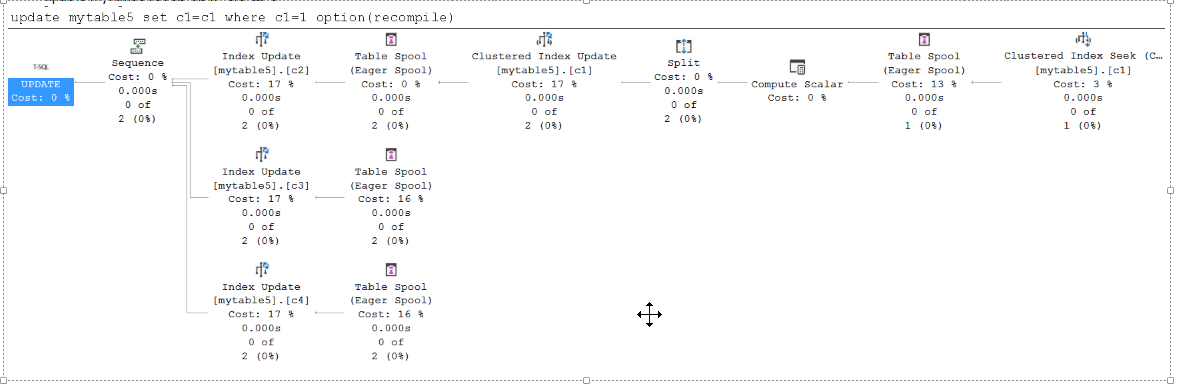 update mytable5 set c1=c1 where c1=1 option(recompile)
T-SQL
UPDATE
Cost: 0 %
Sequence
Cost: 0 %
0.000s
0 of
2 (0%)
Index Update
[mytable5].[c2]
Cost: 17 %
0.000s
0 of
2 (0%)
Table Spool
(Eager Spool)
Cost: 0 %
0.000s
0 of
2 (0%)
Clustered Index Update
[mytable5].[c1]
Cost: 17 %
0.000s
0 of
2 (0%)
Split
Cost: 0 %
0.000s
0 of
2 (0%)
Compute Scalar
Cost: 0 %
Table Spool
(Eager Spool)
Cost: 13 %
0.000s
0 of
1 (0%)
Clustered Index Seek (C…
[mytable5].[c1]
Cost: 3 %
0.000s
0 of
1 (0%)
Index Update
[mytable5].[c3]
Cost: 17 %
0.000s
0 of
2 (0%)
Table Spool
(Eager Spool)
Cost: 16 %
0.000s
0 of
2 (0%)
Index Update
[mytable5].[c4]
Cost: 17 %
0.000s
0 of
2 (0%)
Table Spool
(Eager Spool)
Cost: 16 %
0.000s
0 of
2 (0%)